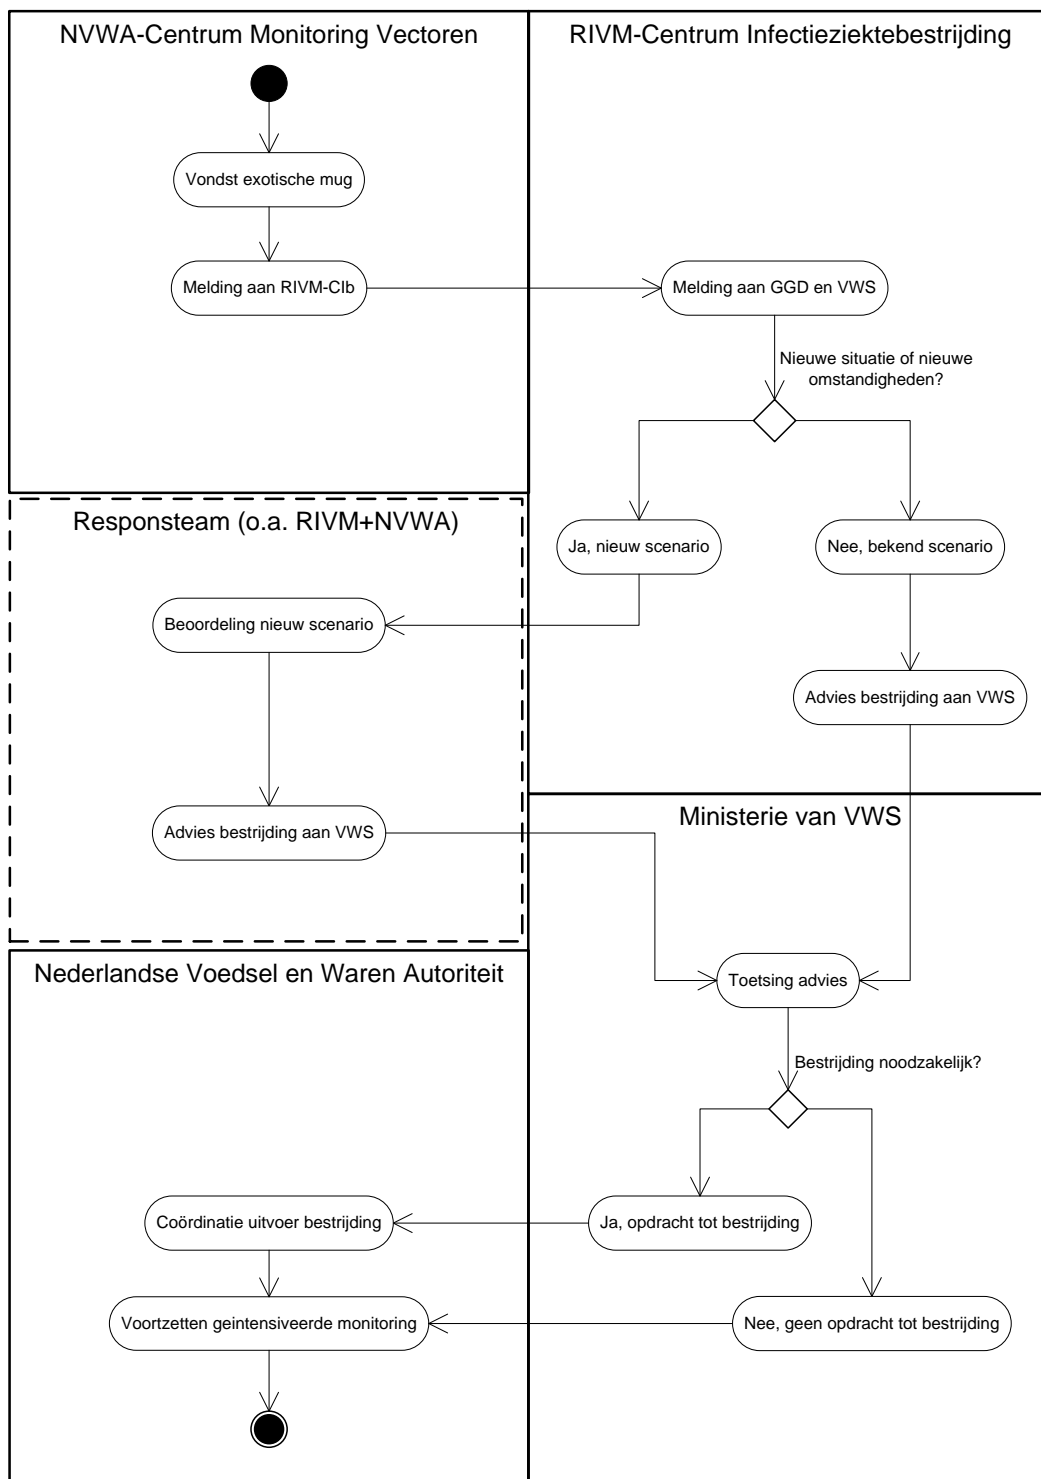 NVWA-Centrum Monitoring Vectoren
RIVM-Centrum Infectieziektebestrijding
Vondst exotische mug
Melding aan RIVM-CIb
Melding aan GGD en VWS
Nieuwe situatie of nieuwe
omstandigheden?
Ja, nieuw scenario
Nee, bekend scenario
Responsteam (o.a. RIVM+NVWA)
Beoordeling nieuw scenario
Advies bestrijding aan VWS
Advies bestrijding aan VWS
Ministerie van VWS
Toetsing advies
Bestrijding noodzakelijk?
Ja, opdracht tot bestrijding
Nee, geen opdracht tot bestrijding
Nederlandse Voedsel en Waren Autoriteit
Coördinatie uitvoer bestrijding
Voortzetten geintensiveerde monitoring